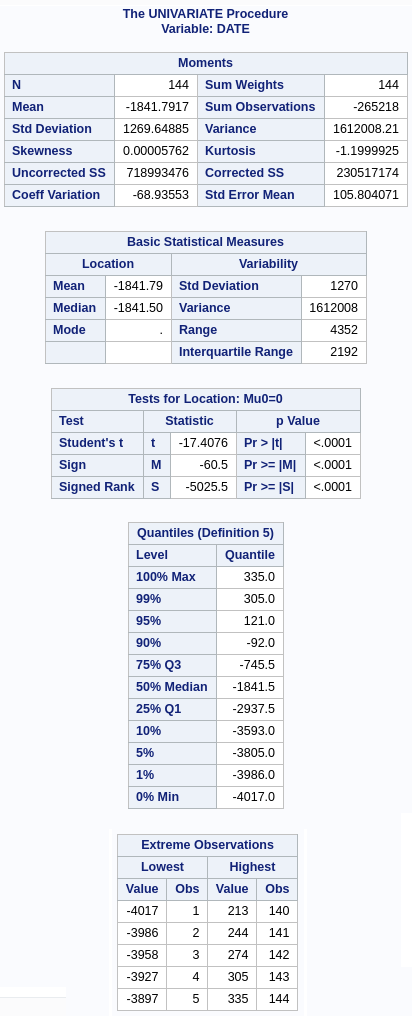 The UNIVARIATE Procedure
Variable: DATE
Moments
N 144 Sum Weights 144
Mean -1841.7917 Sum Observations -265218
Std Deviation 1269.64885 Variance 1612008.21
Skewness 0.00005762 Kurtosis -1.1999925
Uncorrected SS 718993476 Corrected SS 230517174
Coeff Variation -68.93553 Std Error Mean 105.804071
Basic Statistical Measures
Location Variability
Mean -1841.79 Std Deviation 1270
Median -1841.50 Variance 1612008
Mode . Range 4352
Interquartile Range 2192
Tests for Location: Mu0=0
Test Statistic p Value
Student's t t -17.4076 Pr > |t| <.0001
Sign M -60.5 Pr >= |M| <.0001
Signed Rank S -5025.5 Pr >= |S| <.0001
Quantiles (Definition 5)
Level Quantile
100% Max 335.0
99% 305.0
95% 121.0
90% -92.0
75% Q3 -745.5
50% Median -1841.5
25% Q1 -2937.5
10% -3593.0
5% -3805.0
1% -3986.0
0% Min -4017.0
Extreme Observations
Lowest Highest
Value Obs Value Obs
-4017 1 213 140
-3986 2 244 141
-3958 3 274 142
-3927 4 305 143
-3897 5 335 144